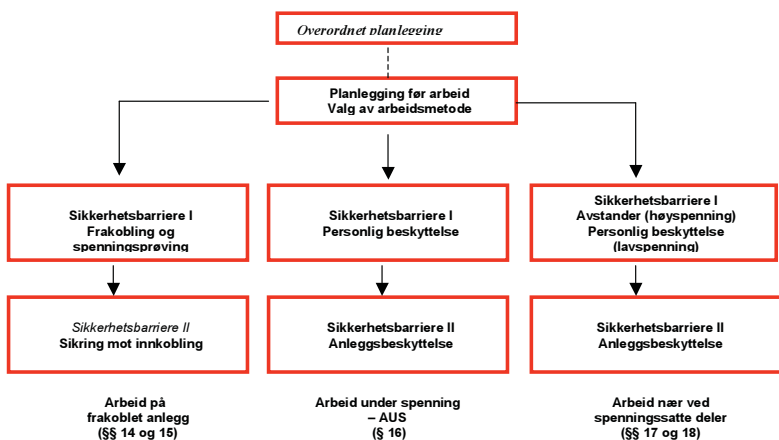 Overordnet planlegging
Planlegging før arbeid
Valg av arbeidsmetode
Sikkerhetsbarriere I
Frakobling og
spenningsprøving
Sikkerhetsbarriere I
Personlig beskyttelse
Sikkerhetsbarriere I
Avstander (høyspenning)
Personlig beskyttelse
(lavspenning)
Sikkerhetsbarriere II
Sikring mot innkobling
Sikkerhetsbarriere II
Anleggsbeskyttelse
Sikkerhetsbarriere II
Anleggsbeskyttelse
Arbeid på
frakoblet anlegg
(§§ 14 og 15)
Arbeid under spenning
– AUS
(§ 16)
Arbeid nær ved
spenningssatte deler
(§§ 17 og 18)